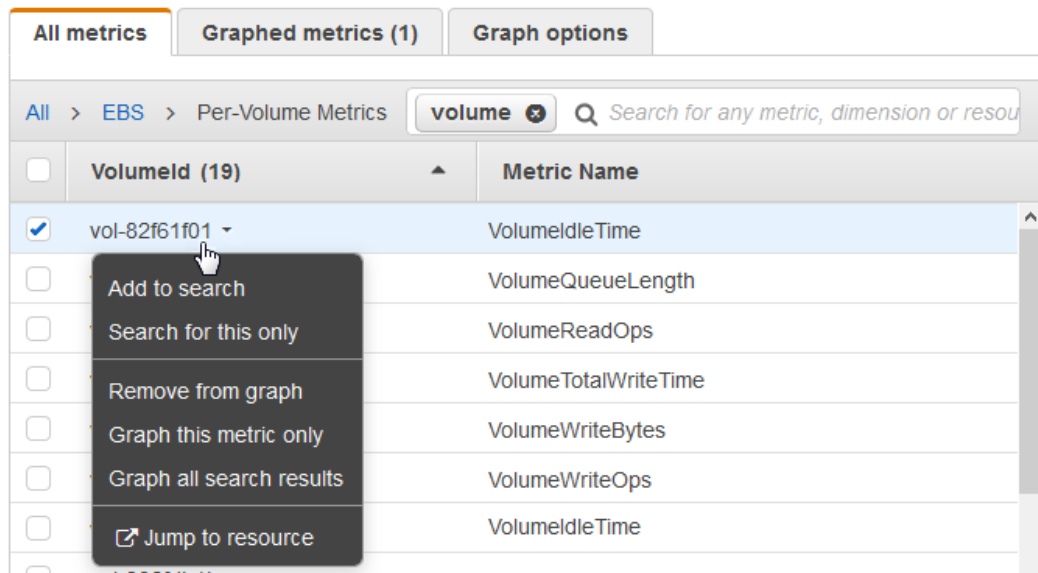 All metrics Graphed metrics (1) Graph options
All > EBS > Per-Volume Metrics volume Search for any metric, dimension or resou
VolumeId (19) Metric Name
vol-82f61f01 VolumeIdleTime
VolumeQueueLength
VolumeReadOps
VolumeTotalWriteTime
VolumeWriteBytes
VolumeWriteOps
VolumeIdleTime
Add to search
Search for this only
Remove from graph
Graph this metric only
Graph all search results
Jump to resource